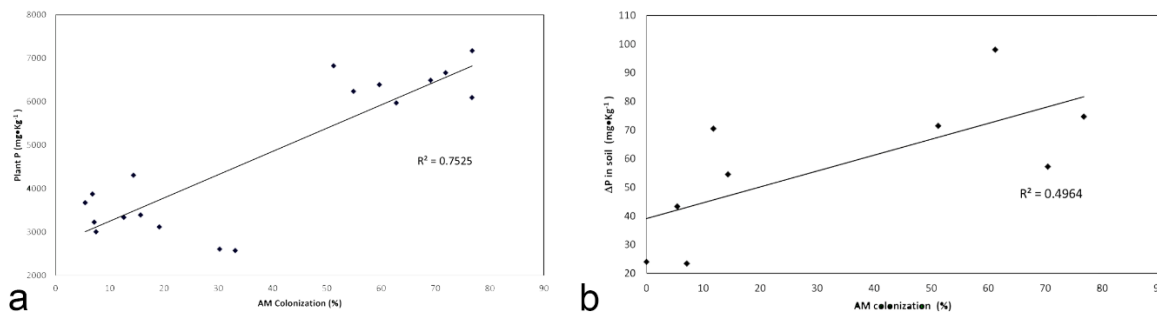 8000
7000
6000
5000
4000
3000
2000
Plant P (mg•Kg⁻¹)
R² = 0.7525
0 10 20 30 40 50 60 70 80 90
AM Colonization (%)
a
110
100
90
80
70
60
50
40
30
20
ΔP in soil (mg•Kg⁻¹)
R² = 0.4964
0 10 20 30 40 50 60 70 80 90
AM colonization (%)
b